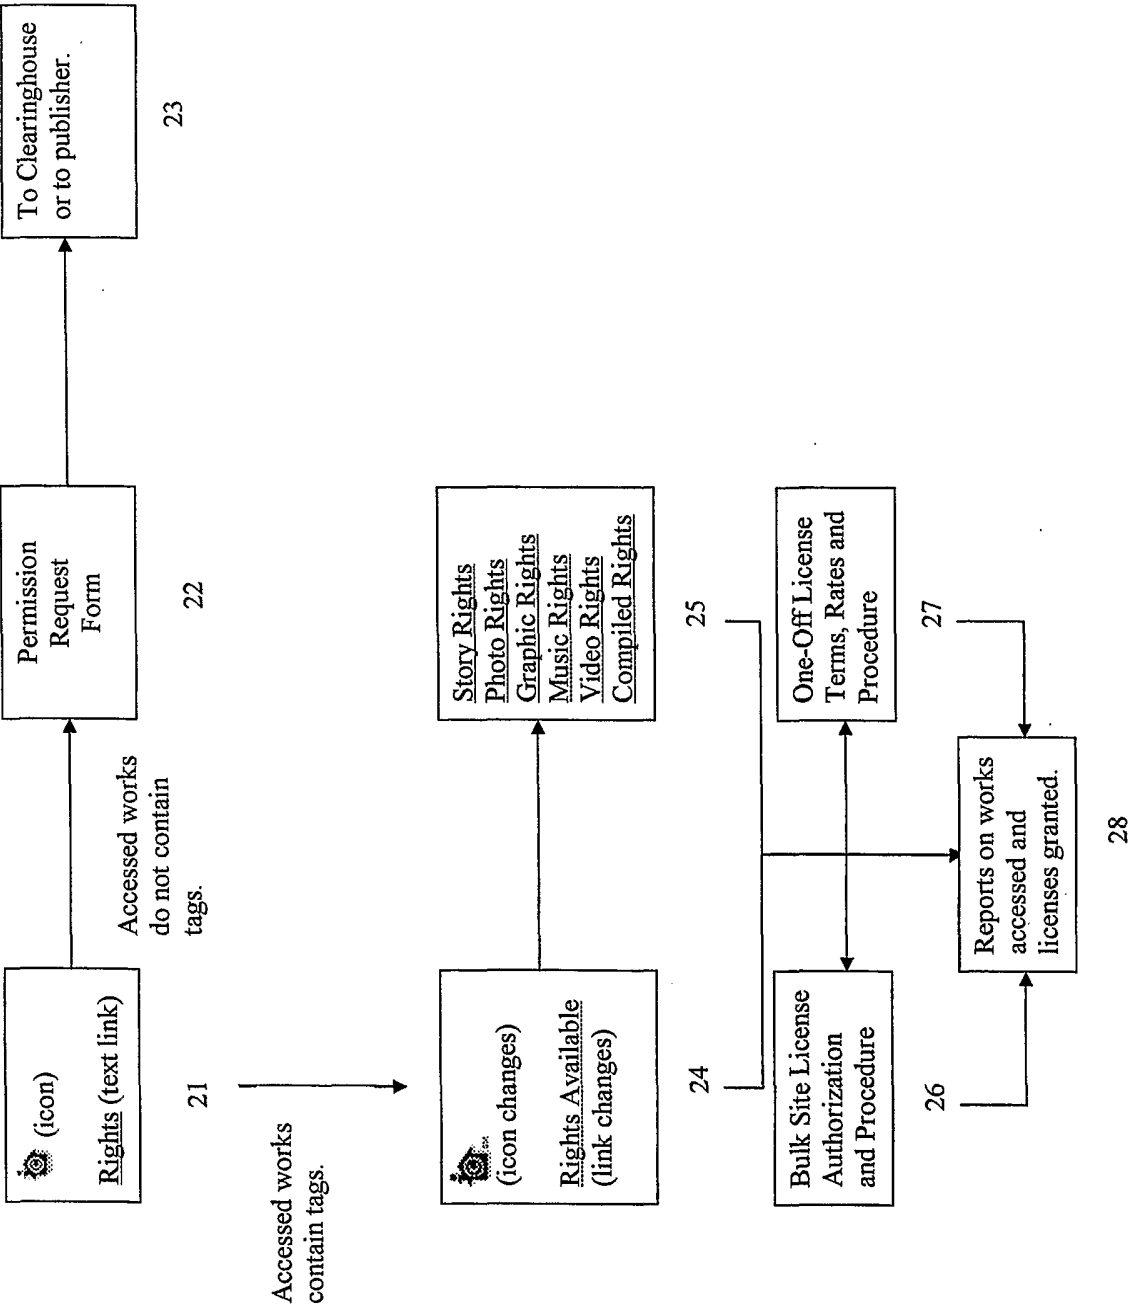 (icon)
Rights (text link)
21
Accessed works
do not contain
tags.
Permission
Request
Form
22
To Clearinghouse
or to publisher.
23
Accessed works
contain tags.
(icon changes)
Rights Available
(link changes)
24
Story Rights
Photo Rights
Graphic Rights
Music Rights
Video Rights
Compiled Rights
25
Bulk Site License
Authorization
and Procedure
26
One-Off License
Terms, Rates and
Procedure
27
Reports on works
accessed and
licenses granted.
28